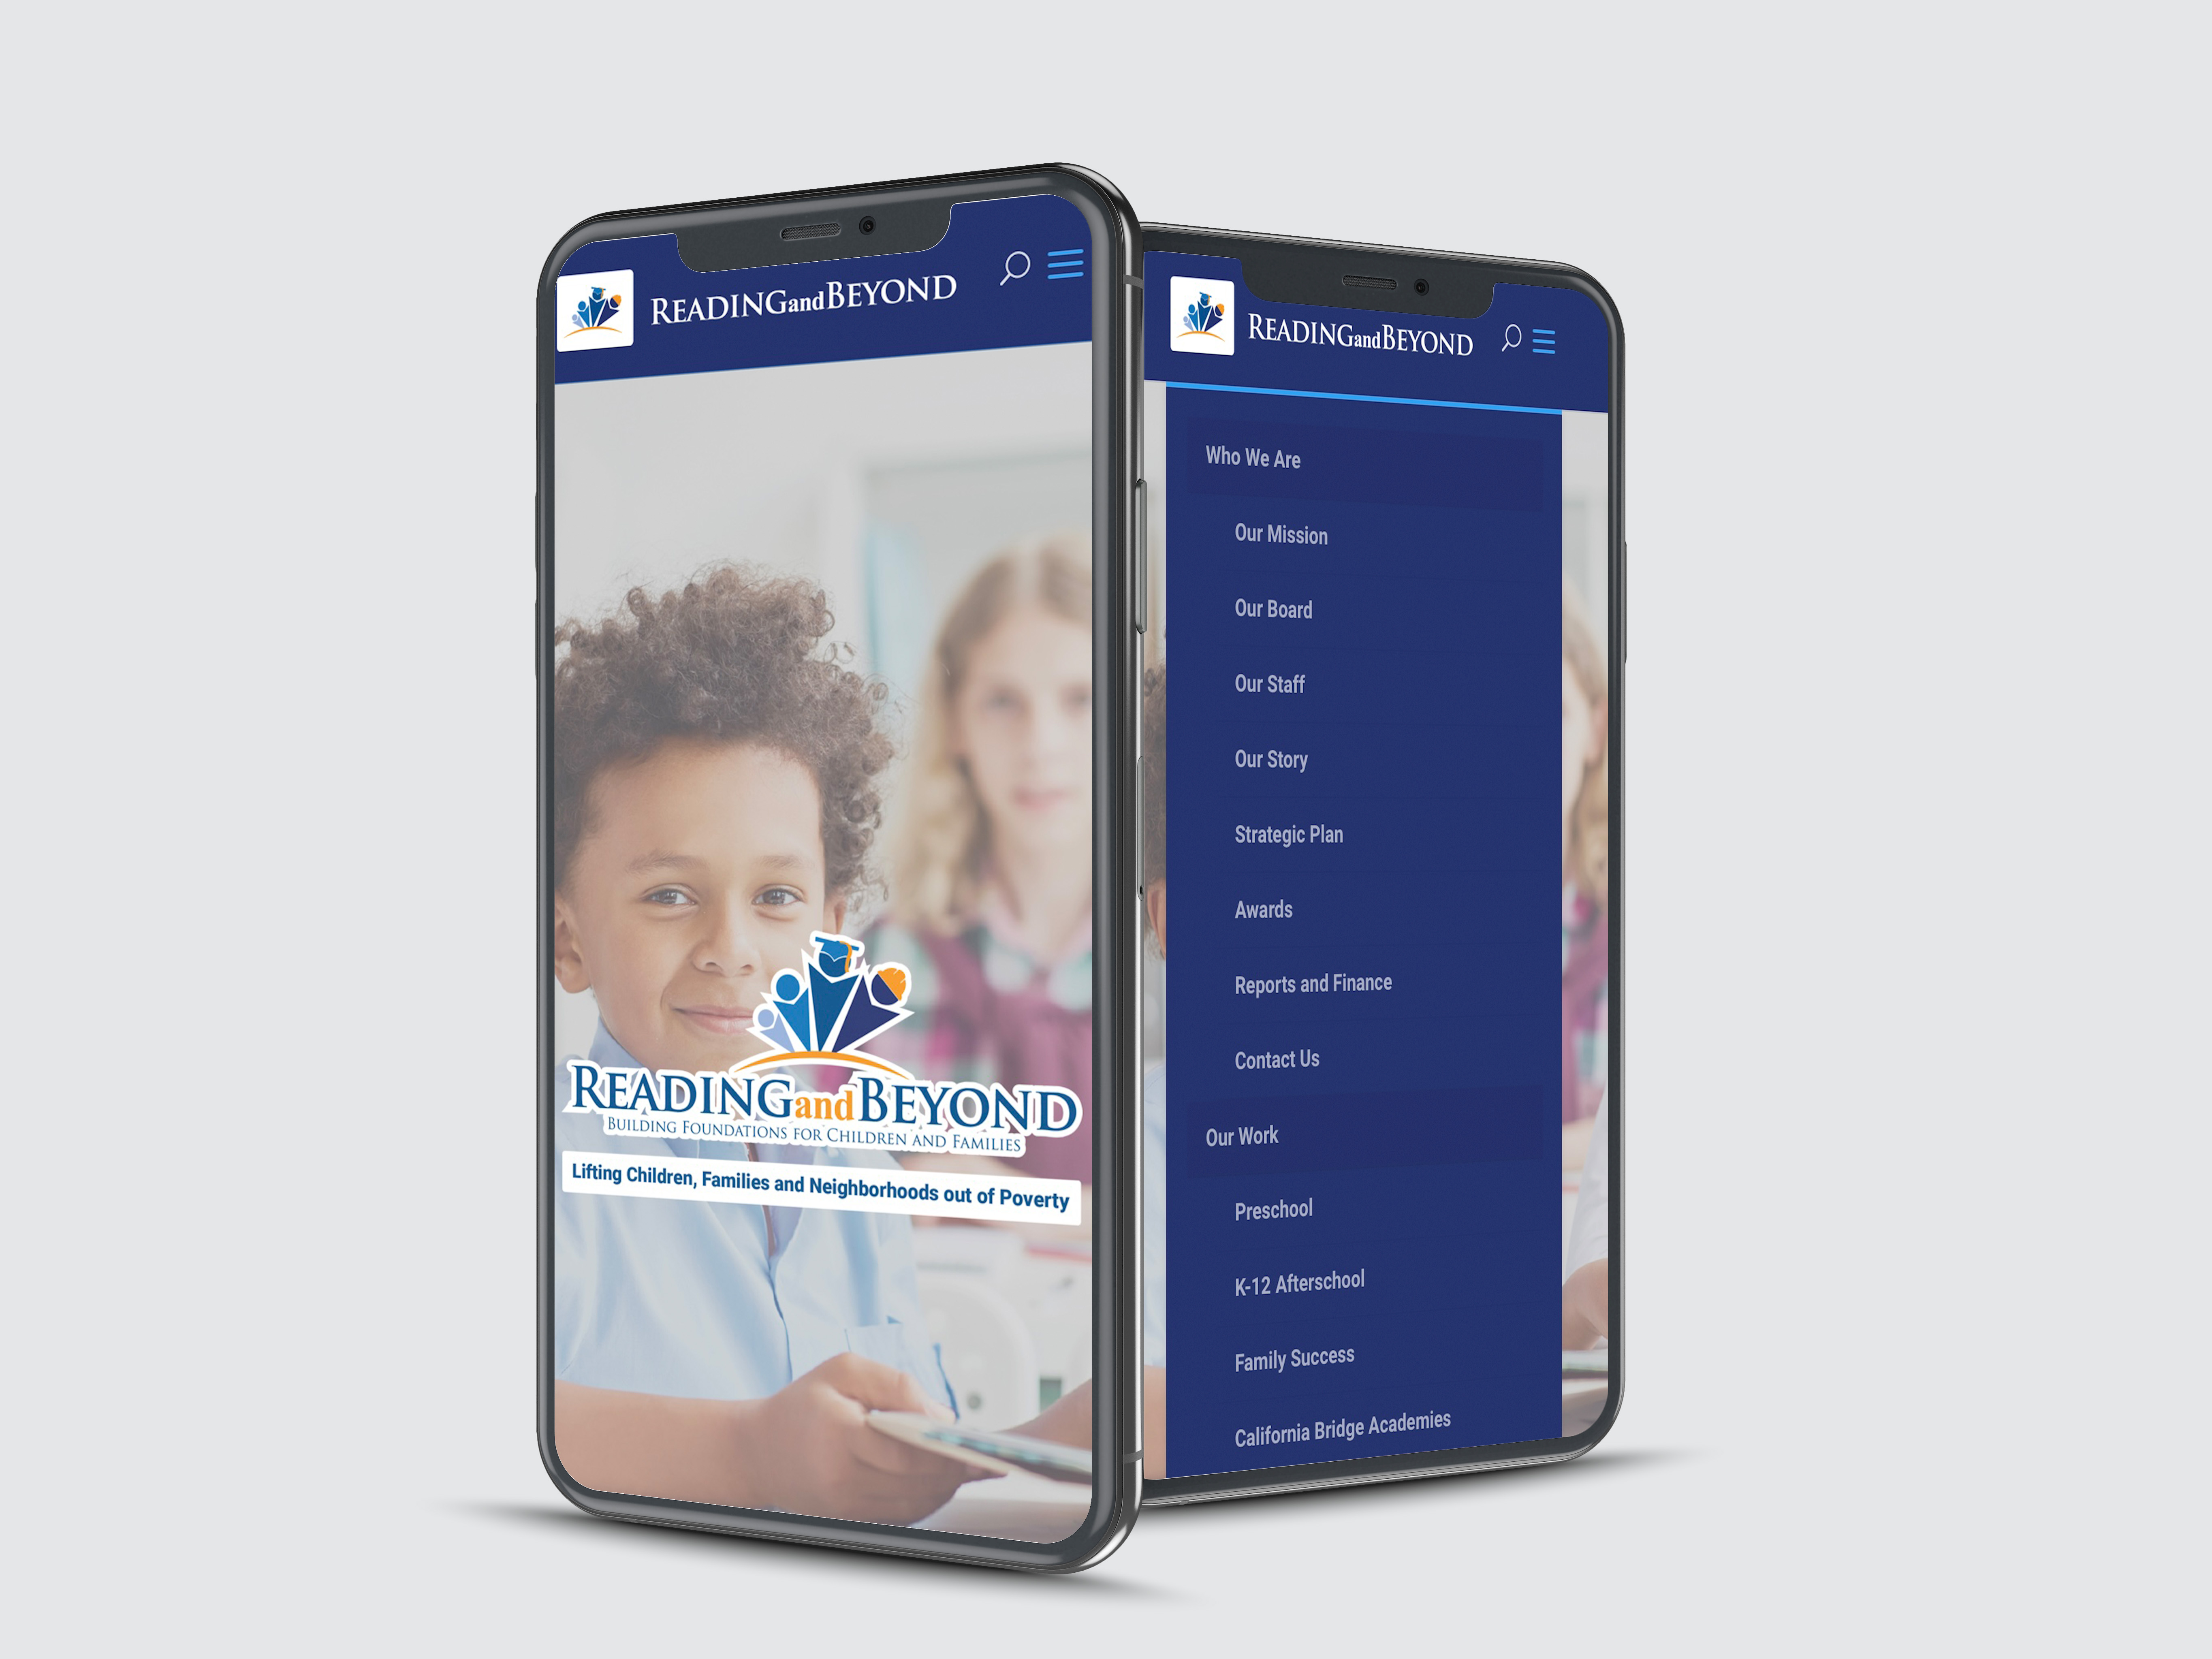 READINGandBEYOND
READINGandBEYOND
BUILDING FOUNDATIONS FOR CHILDREN AND FAMILIES
Lifting Children, Families and Neighborhoods out of Poverty
READINGandBEYOND
Who We Are
Our Mission
Our Board
Our Staff
Our Story
Strategic Plan
Awards
Reports and Finance
Contact Us
Our Work
Preschool
K-12 Afterschool
Family Success
California Bridge Academies